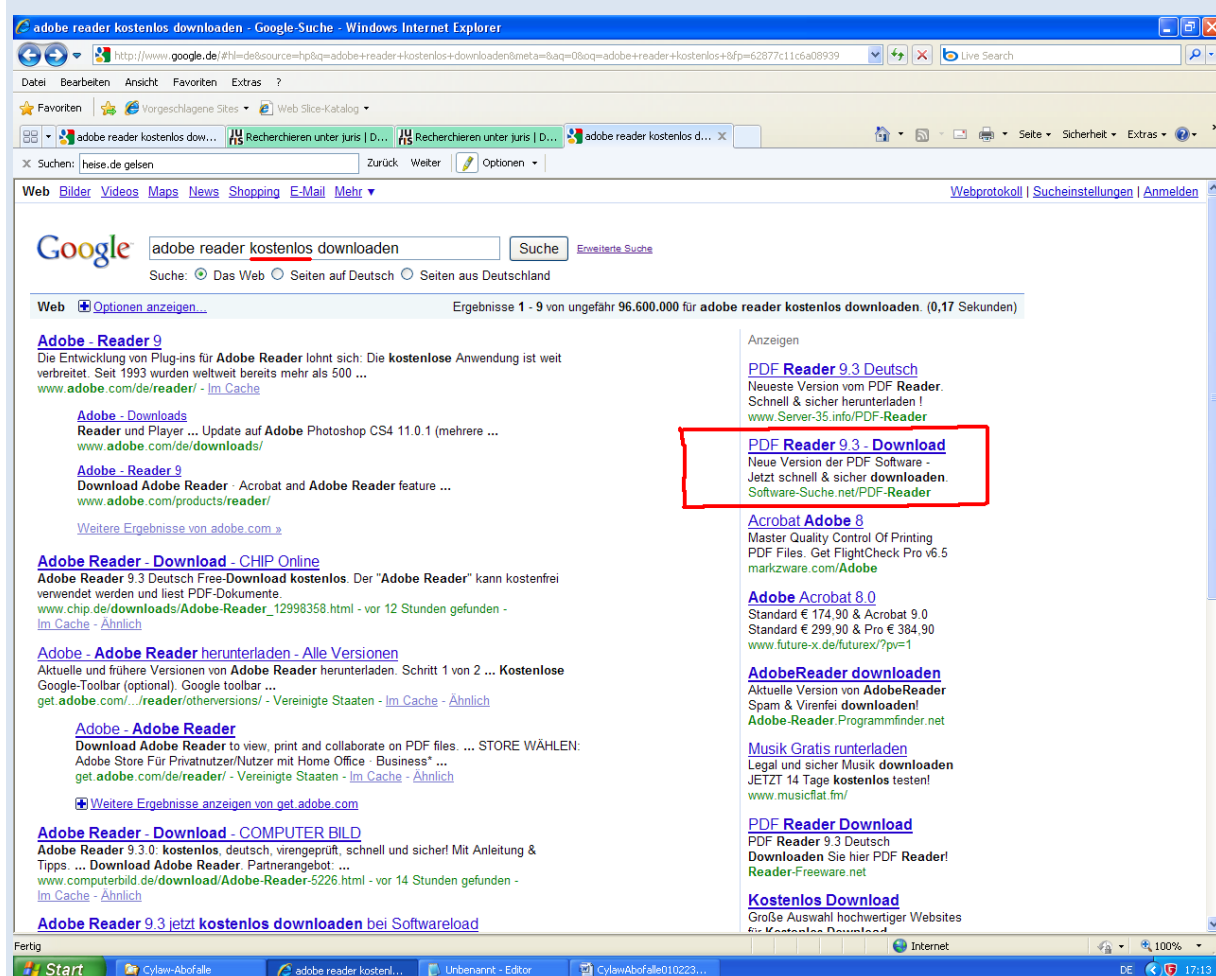 adobe reader kostenlos downloaden - Google-Suche - Windows Internet Explorer
http://www.google.de/#hl=de&source=hp&q=adobe+reader+kostenlos+downloaden&meta=&aq=0&oq=adobe+reader+kostenlos+&fp=62877c11c6a08939
Live Search
Datei Bearbeiten Ansicht Favoriten Extras ?
Favoriten Vorgeschlagene Sites Web Slice-Katalog
adobe reader kostenlos dow... Recherchieren unter juris | D... Recherchieren unter juris | D... adobe reader kostenlos d... X Seite Sicherheit Extras
x Suchen: heise.de gelsen Zurück Weiter Optionen
Web Bilder Videos Maps News Shopping E-Mail Mehr ▼ Webprotokoll | Sucheinstellungen | Anmelden
Google adobe reader kostenlos downloaden Suche Erweiterte Suche
Suche: Das Web Seiten auf Deutsch Seiten aus Deutschland
Web Optionen anzeigen... Ergebnisse 1 - 9 von ungefähr 96.600.000 für adobe reader kostenlos downloaden. (0,17 Sekunden)
Adobe - Reader 9
Die Entwicklung von Plug-ins für Adobe Reader lohnt sich: Die kostenlose Anwendung ist weit
verbreitet. Seit 1993 wurden weltweit bereits mehr als 500 ...
www.adobe.com/de/reader/ - Im Cache
Adobe - Downloads
Reader und Player ... Update auf Adobe Photoshop CS4 11.0.1 (mehrere ...
www.adobe.com/de/downloads/
Adobe - Reader 9
Download Adobe Reader · Acrobat and Adobe Reader feature ...
www.adobe.com/products/reader/
Weitere Ergebnisse von adobe.com »
Adobe Reader - Download - CHIP Online
Adobe Reader 9.3 Deutsch Free-Download kostenlos. Der "Adobe Reader" kann kostenfrei
verwendet werden und liest PDF-Dokumente.
www.chip.de/downloads/Adobe-Reader_12998358.html - vor 12 Stunden gefunden -
Im Cache - Ähnlich
Adobe - Adobe Reader herunterladen - Alle Versionen
Aktuelle und frühere Versionen von Adobe Reader herunterladen. Schritt 1 von 2 ... Kostenlose
Google-Toolbar (optional). Google toolbar ...
get.adobe.com/.../reader/otherversions/ - Vereinigte Staaten - Im Cache - Ähnlich
Adobe - Adobe Reader
Download Adobe Reader to view, print and collaborate on PDF files. ... STORE WÄHLEN:
Adobe Store Für Privatnutzer/Nutzer mit Home Office · Business* ...
get.adobe.com/de/reader/ - Vereinigte Staaten - Im Cache - Ähnlich
Weitere Ergebnisse anzeigen von get.adobe.com
Adobe Reader - Download - COMPUTER BILD
Adobe Reader 9.3.0: kostenlos, deutsch, virengeprüft, schnell und sicher! Mit Anleitung &
Tipps. ... Download Adobe Reader. Partnerangebot: ...
www.computerbild.de/download/Adobe-Reader-5226.html - vor 14 Stunden gefunden -
Im Cache - Ähnlich
Adobe Reader 9.3 jetzt kostenlos downloaden bei Softwareload
Anzeigen
PDF Reader 9.3 Deutsch
Neueste Version vom PDF Reader.
Schnell & sicher herunterladen !
www.Server-35.info/PDF-Reader
PDF Reader 9.3 - Download
Neue Version der PDF Software -
Jetzt schnell & sicher downloaden.
Software-Suche.net/PDF-Reader
Acrobat Adobe 8
Master Quality Control Of Printing
PDF Files. Get FlightCheck Pro v6.5
markzware.com/Adobe
Adobe Acrobat 8.0
Standard € 174,90 & Acrobat 9.0
Standard € 299,90 & Pro € 384,90
www.future-x.de/futurex/?pv=1
AdobeReader downloaden
Aktuelle Version von AdobeReader
Spam & Virenfei downloaden!
Adobe-Reader.Programmfinder.net
Musik Gratis runterladen
Legal und sicher Musik downloaden
JETZT 14 Tage kostenlos testen!
www.musicflat.fm/
PDF Reader Download
PDF Reader 9.3 Deutsch
Downloaden Sie hier PDF Reader!
Reader-Freeware.net
Kostenlos Download
Große Auswahl hochwertiger Websites
für Kostenlos Download
Fertig Internet 100%
Start Cylaw-Abofalle adobe reader kostenl... Unbenannt - Editor CylawAbofalle010223... DE 17:13